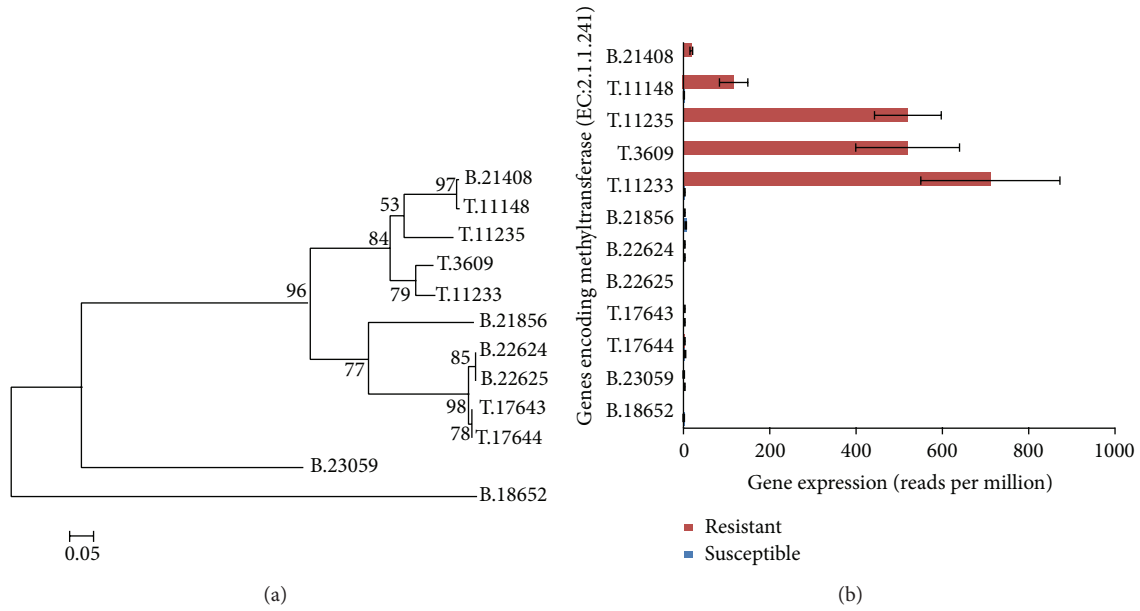 B.21408
97
T.11148
53
T.11235
84
T.3609
79
T.11233
96
B.21856
77
B.22624
85
B.22625
98
T.17643
78
T.17644
B.23059
B.18652
0.05
(a)
Genes encoding methyltransferase (EC:2.1.1.241)
B.21408
T.11148
T.11235
T.3609
T.11233
B.21856
B.22624
B.22625
T.17643
T.17644
B.23059
B.18652
0 200 400 600 800 1000
Gene expression (reads per million)
Resistant
Susceptible
(b)